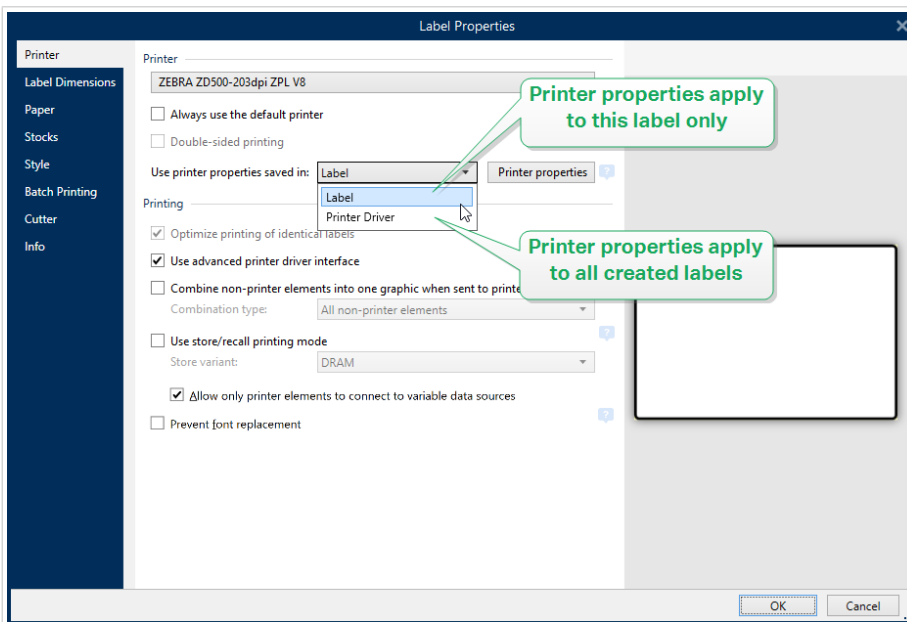 Label Properties
Printer
Label Dimensions
Paper
Stocks
Style
Batch Printing
Cutter
Info
Printer
ZEBRA ZD500-203dpi ZPL V8
Always use the default printer
Double-sided printing
Use printer properties saved in:
Label
Printer properties
?
Label
Printer Driver
Printer properties apply
to this label only
Printing
Optimize printing of identical labels
Use advanced printer driver interface
Printer properties apply
to all created labels
Combine non-printer elements into one graphic when sent to printe
Combination type:
All non-printer elements
Use store/recall printing mode
?
Store variant:
DRAM
Allow only printer elements to connect to variable data sources
Prevent font replacement
?
OK
Cancel